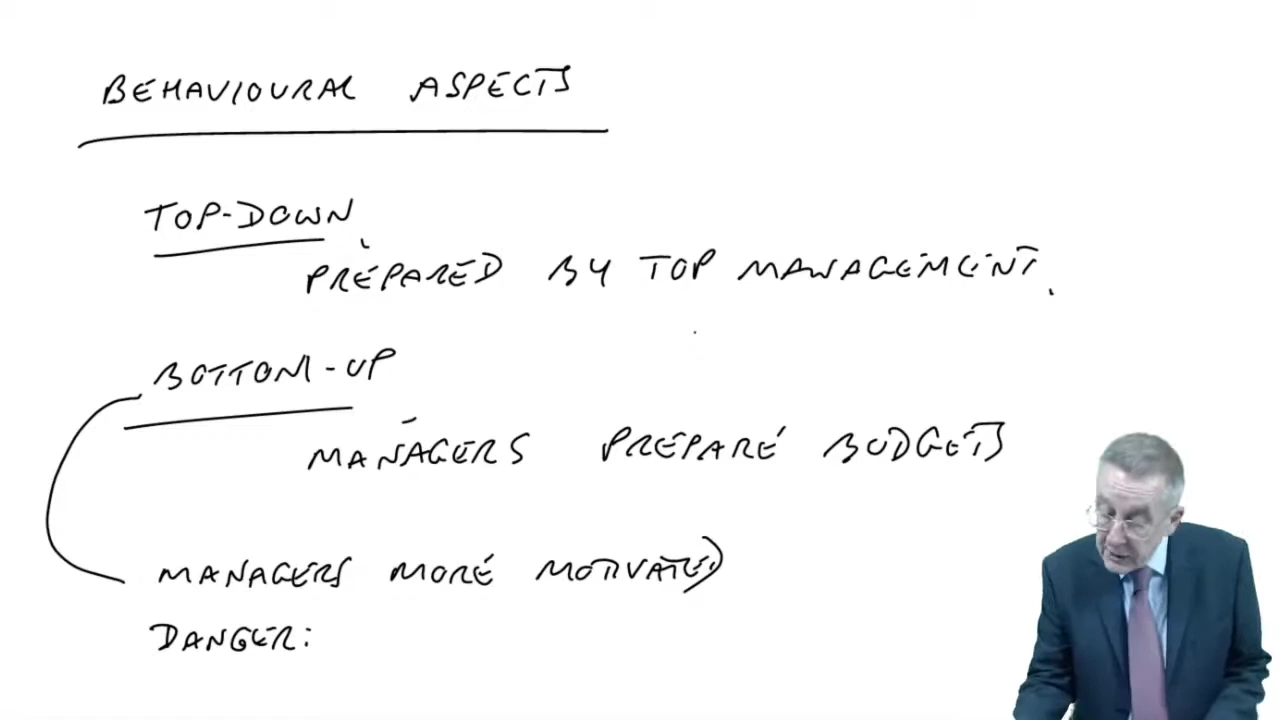 BEHAVIOURAL ASPECTS
TOP-DOWN
PREPARED BY TOP MANAGEMENT.
BOTTOM-UP
MANAGERS PREPARE BUDGETS
MANAGERS MORE MOTIVATED
DANGER: